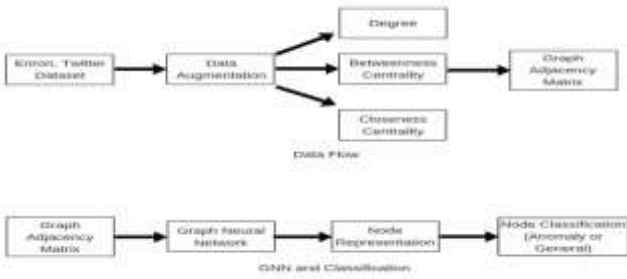 Degree
Enron, Twitter
Dataset
Data
Augmentation
Betweenness
Centrality
Graph
Adjacency
Matrix
Closeness
Centrality
Data Flow
Graph
Adjacency
Matrix
Graph Neural
Network
Node
Representation
Node Classification
(Anomaly or
General)
GNN and Classification